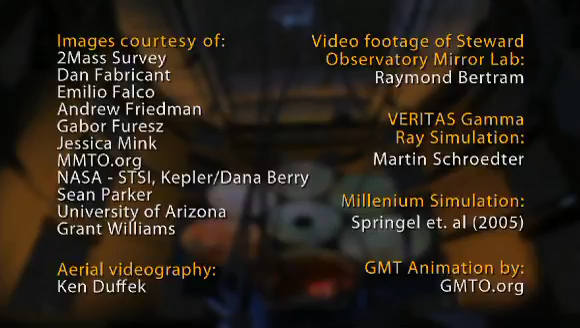 Images courtesy of:
2Mass Survey
Dan Fabricant
Emilio Falco
Andrew Friedman
Gabor Furesz
Jessica Mink
MMTO.org
NASA - STSI, Kepler/Dana Berry
Sean Parker
University of Arizona
Grant Williams
Aerial videography:
Ken Duffek
Video footage of Steward
Observatory Mirror Lab:
Raymond Bertram
VERITAS Gamma
Ray Simulation:
Martin Schroedter
Millenium Simulation:
Springel et. al (2005)
GMT Animation by:
GMTO.org